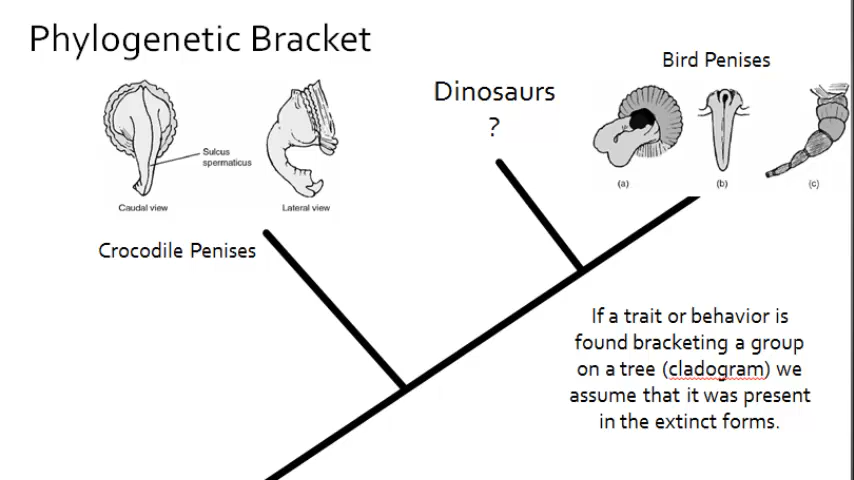 Phylogenetic Bracket
Sulcus
spermaticus
Caudal view
Lateral view
Crocodile Penises
Dinosaurs
?
Bird Penises
(a)
(b)
(c)
If a trait or behavior is
found bracketing a group
on a tree (cladogram) we
assume that it was present
in the extinct forms.